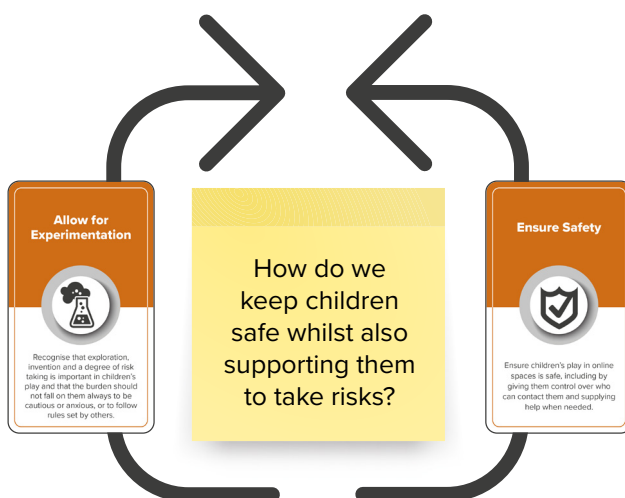 Allow for
Experimentation
Recognise that exploration,
invention and a degree of risk
taking is important in children's
play and that the burden should
not fall on them always to be
cautious or anxious, or to follow
rules set by others.
How do we
keep children
safe whilst also
supporting them
to take risks?
Ensure Safety
Ensure children's play in online
spaces is safe, including by
giving them control over who
can contact them and supplying
help when needed.